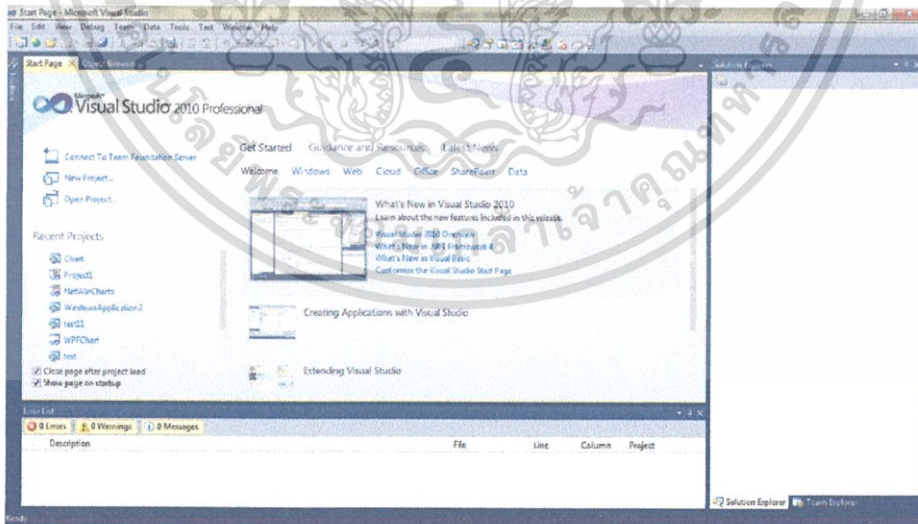 Start Page - Microsoft Visual Studio
File Edit View Debug Team Data Tools Test Window Help
Start Page Object Browser
Solution Explorer
Microsoft
Visual Studio 2010 Professional
Connect To Team Foundation Server
New Project...
Open Project...
Recent Projects
Chart
Project1
NetWinCharts
WindowsApplication2
test11
WPFChart
test
Close page after project load
Show page on startup
Get Started Guidance and Resources Latest News
Welcome Windows Web Cloud Office SharePoint Data
What's New in Visual Studio 2010
Learn about the new features included in this release.
Visual Studio 2010 Overview
What's New in .NET Framework 4
What's New in Visual Basic
Customize the Visual Studio Start Page
Creating Applications with Visual Studio
Extending Visual Studio
Error List
0 Errors 0 Warnings 0 Messages
Description File Line Column Project
Solution Explorer Team Explorer
Ready